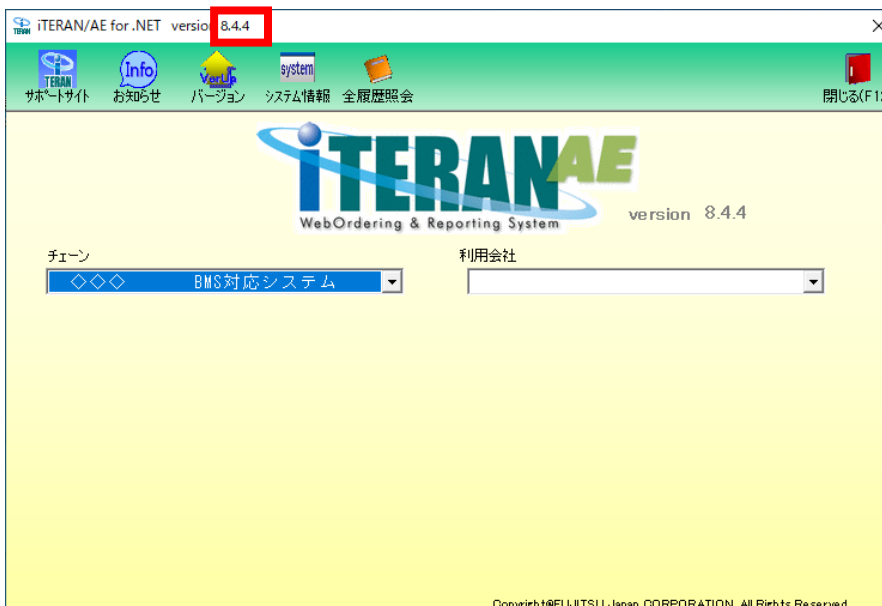 iTERAN/AE for .NET version 8.4.4
TERAN
Info
VerUp
system
サポートサイト お知らせ バージョン システム情報 全履歴照会 閉じる(F1
iTERAN AE
WebOrdering & Reporting System
version 8.4.4
チェーン 利用会社
◇◇◇ BMS対応システム
Copyright@FUJITSU Japan CORPORATION. All Rights Reserved